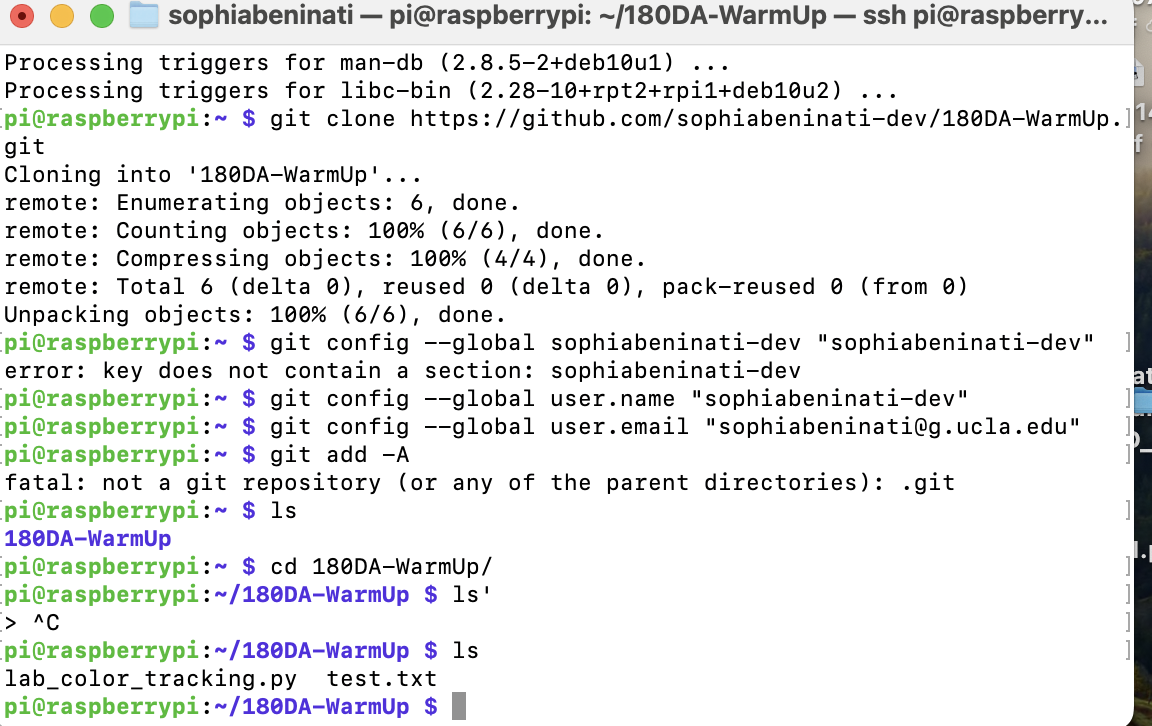 sophiabeninati — pi@raspberrypi: ~/180DA-WarmUp — ssh pi@raspberry...
Processing triggers for man-db (2.8.5-2+deb10u1) ...
Processing triggers for libc-bin (2.28-10+rpt2+rpi1+deb10u2) ...
[pi@raspberrypi:~ $ git clone https://github.com/sophiabeninati-dev/180DA-WarmUp.]
git
Cloning into '180DA-WarmUp'...
remote: Enumerating objects: 6, done.
remote: Counting objects: 100% (6/6), done.
remote: Compressing objects: 100% (4/4), done.
remote: Total 6 (delta 0), reused 0 (delta 0), pack-reused 0 (from 0)
Unpacking objects: 100% (6/6), done.
[pi@raspberrypi:~ $ git config --global sophiabeninati-dev "sophiabeninati-dev" ]
error: key does not contain a section: sophiabeninati-dev
[pi@raspberrypi:~ $ git config --global user.name "sophiabeninati-dev" ]
[pi@raspberrypi:~ $ git config --global user.email "sophiabeninati@g.ucla.edu" ]
[pi@raspberrypi:~ $ git add -A ]
fatal: not a git repository (or any of the parent directories): .git
[pi@raspberrypi:~ $ ls ]
180DA-WarmUp
[pi@raspberrypi:~ $ cd 180DA-WarmUp/ ]
[pi@raspberrypi:~/180DA-WarmUp $ ls' ]
[> ^C ]
[pi@raspberrypi:~/180DA-WarmUp $ ls ]
lab_color_tracking.py  test.txt
pi@raspberrypi:~/180DA-WarmUp $